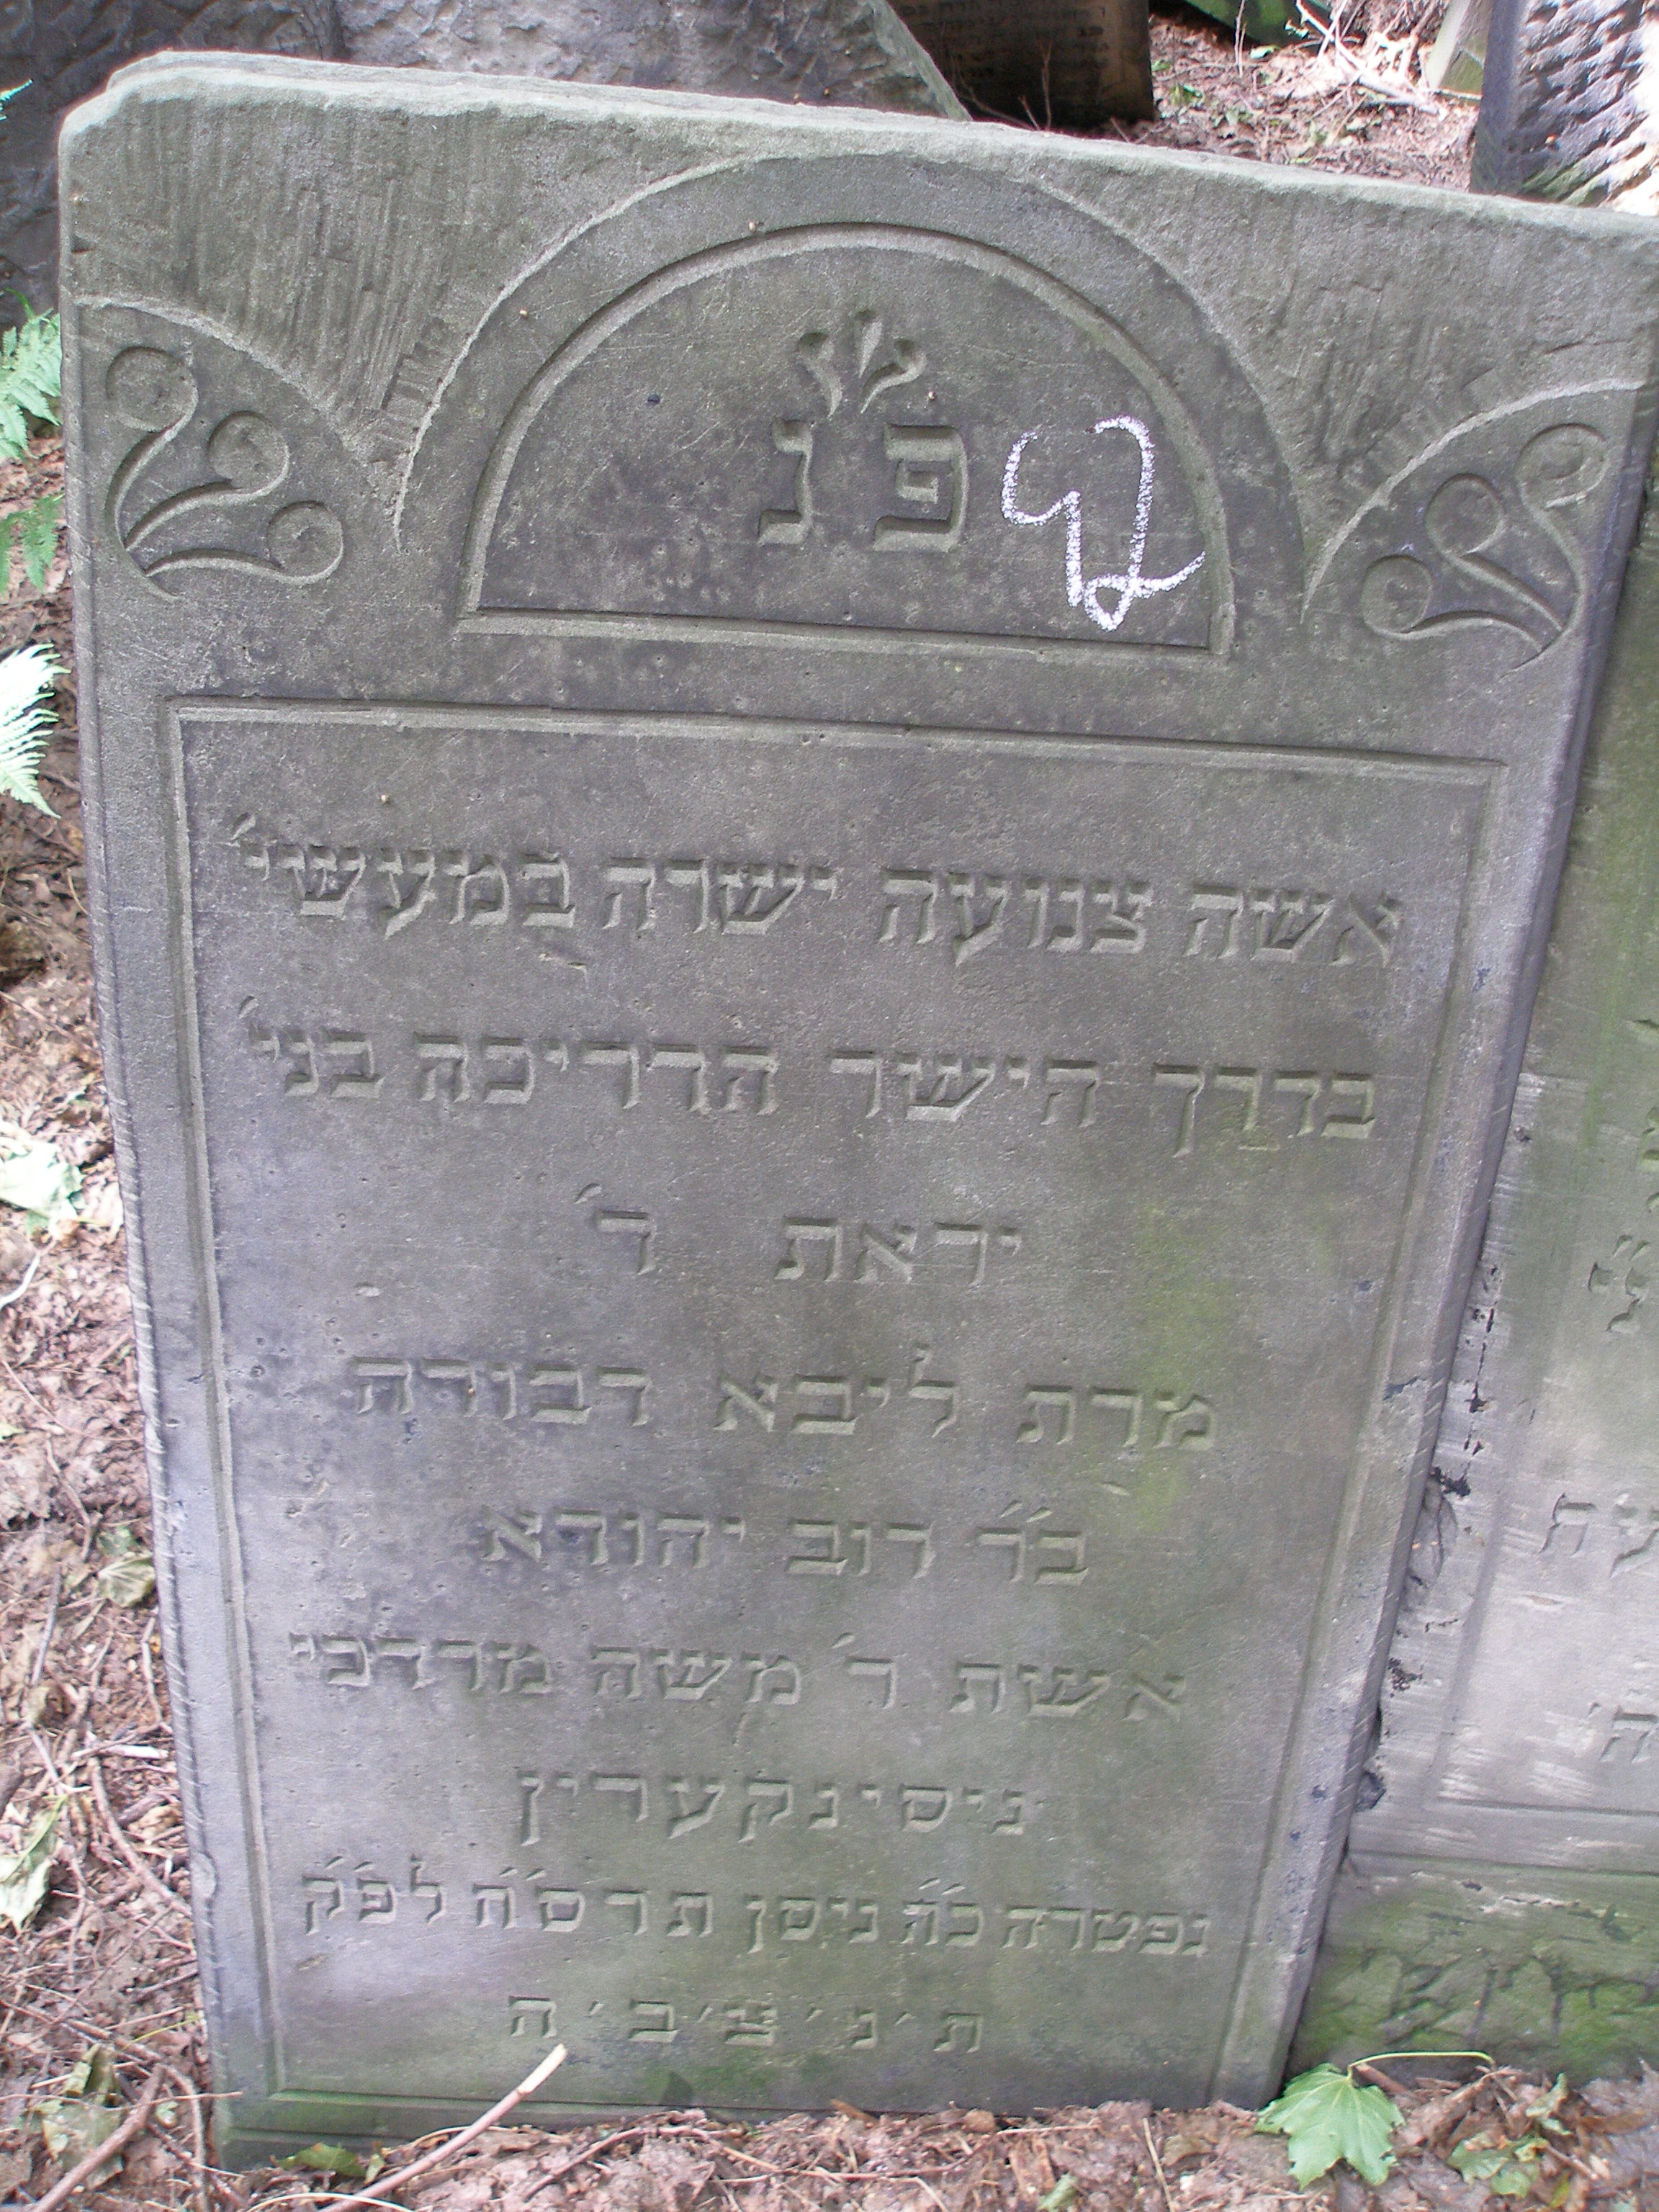 פ נ
אשה צנועה ישרה במעשי׳
בדרך הישר הדריכה בני׳
יראת ד׳
מרת ליבא דבורה
ב״ר דוב יהודא
אשת ר׳ משה מרדכי
ניסינקערין
נפטרה כ״ה ניסן תרס״ח לפ״ק
ת׳נ׳צ׳ב׳ה